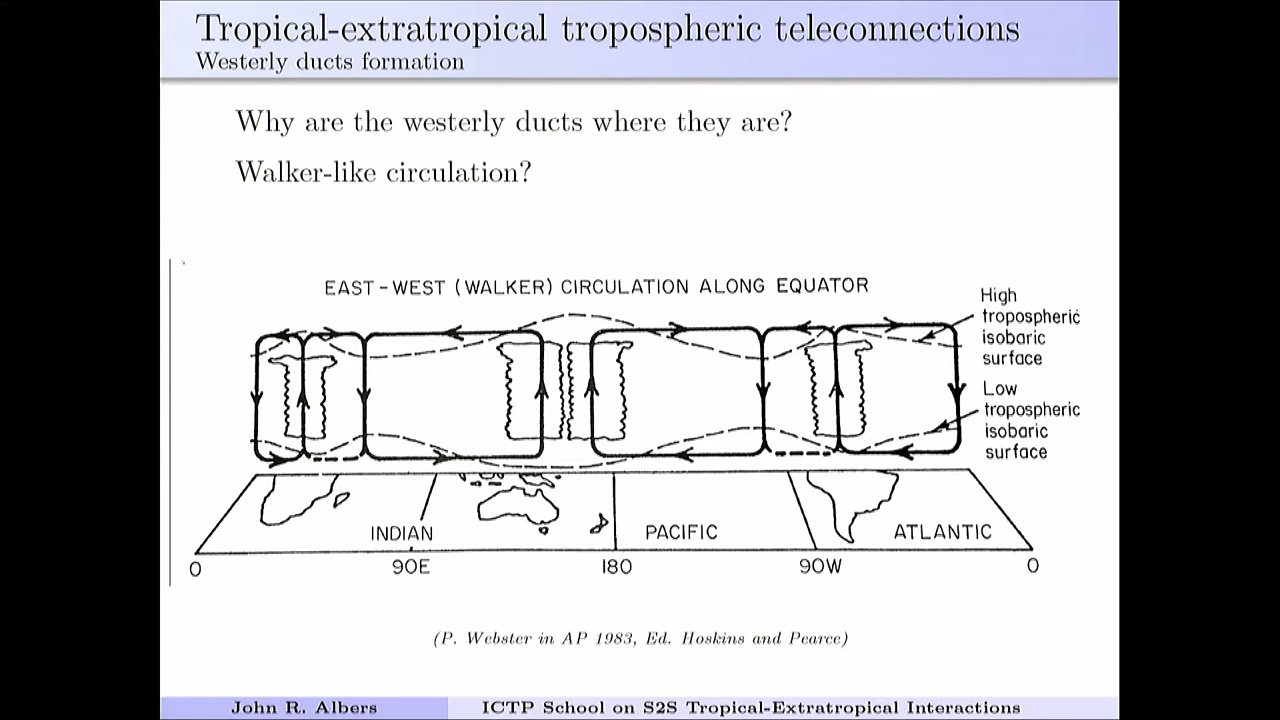 Tropical-extratropical tropospheric teleconnections
Westerly ducts formation
Why are the westerly ducts where they are?
Walker-like circulation?
EAST-WEST (WALKER) CIRCULATION ALONG EQUATOR
High
tropospheric
isobaric
surface
Low
tropospheric
isobaric
surface
INDIAN
PACIFIC
ATLANTIC
0
90E
180
90W
0
(P. Webster in AP 1983, Ed. Hoskins and Pearce)
John R. Albers
ICTP School on S2S Tropical-Extratropical Interactions